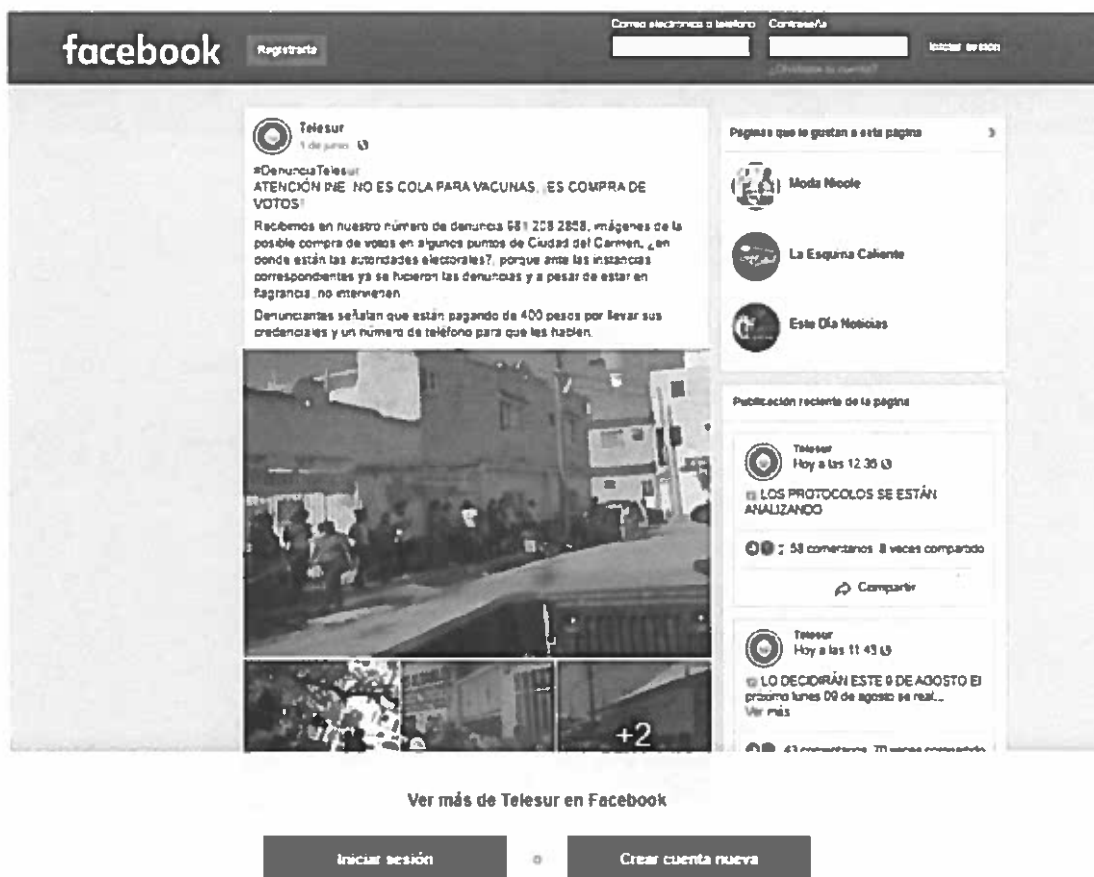 facebook
Registrarte
Correo electrónico o teléfono
Contraseña
Iniciar sesión
¿Olvidaste tu cuenta?
Telesur
1 de junio
#DenunciaTelesur
ATENCIÓN INE NO ES COLA PARA VACUNAS, ¡ES COMPRA DE
VOTOS!
Recibimos en nuestro número de denuncia 981 208 2858, imágenes de la
posible compra de votos en algunos puntos de Ciudad del Carmen, ¿en
donde están las autoridades electorales?, porque ante las instancias
correspondientes ya se hicieron las denuncias y a pesar de estar en
flagrancia, no intervienen
Denunciantes señalan que están pagando de 400 pesos por llevar sus
credenciales y un número de teléfono para que les hablen.
+2
Páginas que le gustan a esta página
Moda Nicole
La Esquina Caliente
Este Día Noticias
Publicación reciente de la página
Telesur
Hoy a las 12:36
LOS PROTOCOLOS SE ESTÁN
ANALIZANDO
58 comentarios 8 veces compartido
Compartir
Telesur
Hoy a las 11:43
LO DECIDIRÁN ESTE 9 DE AGOSTO El
próximo lunes 09 de agosto se real...
Ver más
43 comentarios 70 veces compartido
Ver más de Telesur en Facebook
Iniciar sesión
o
Crear cuenta nueva